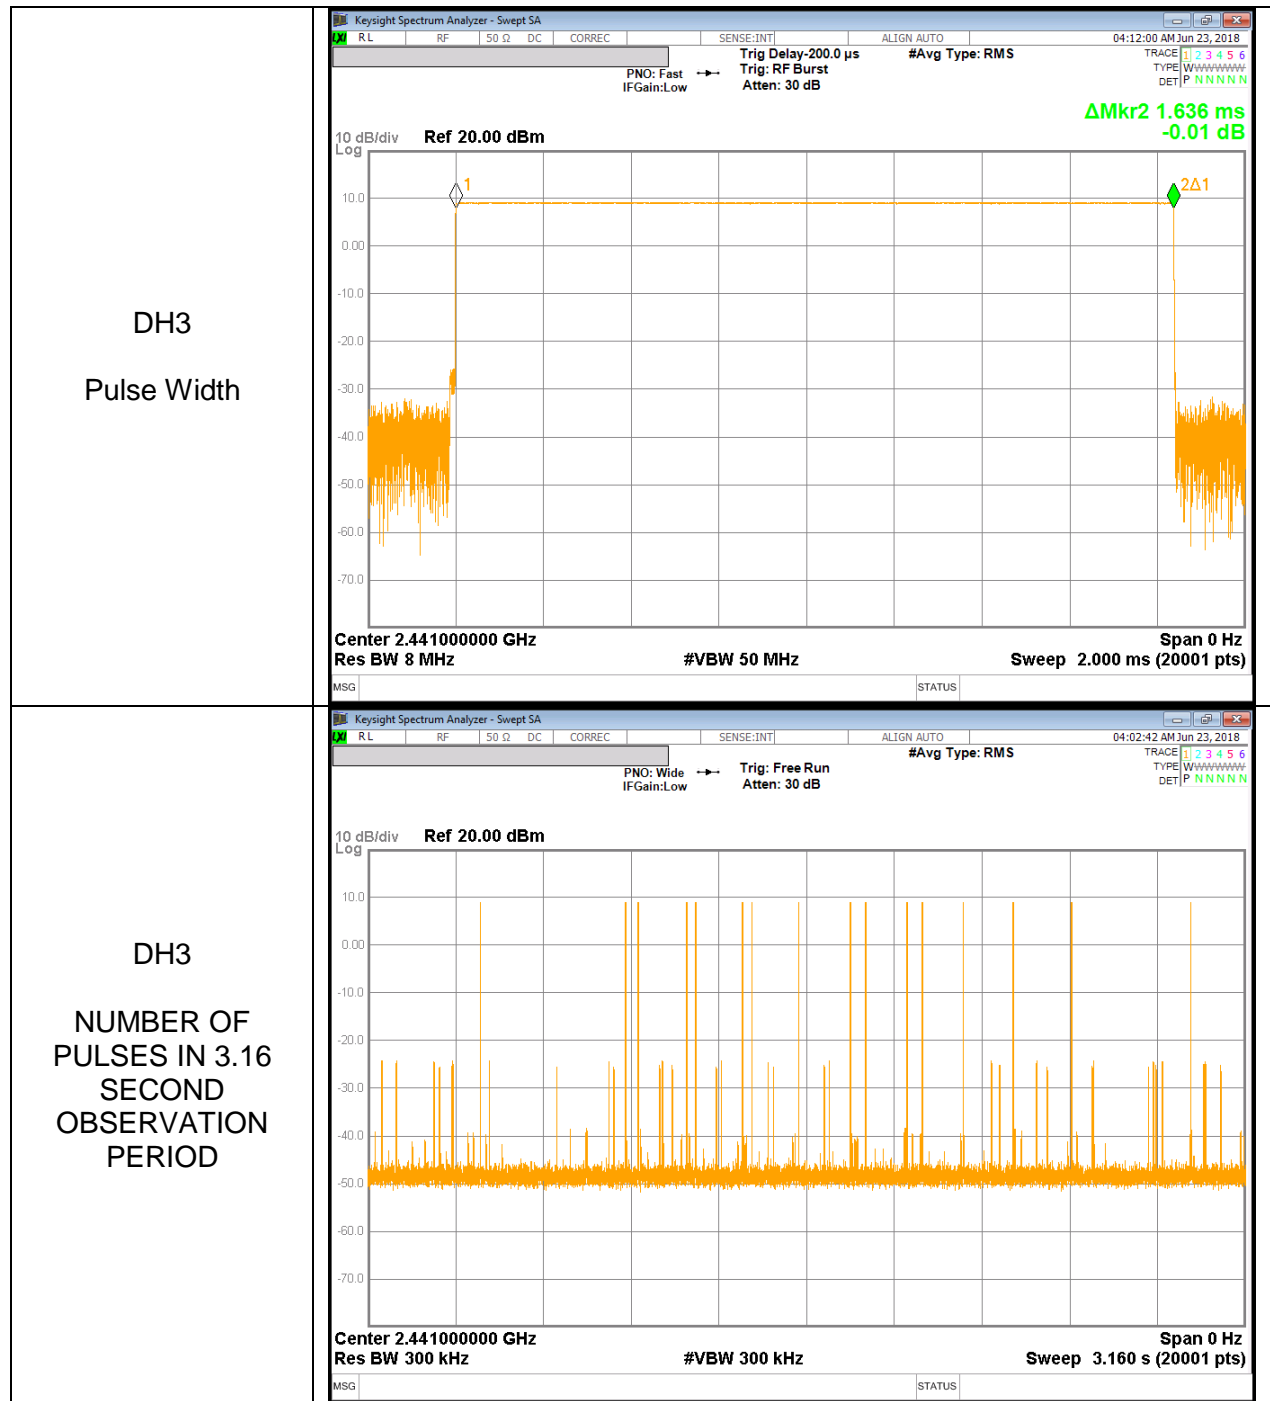 DH3
Pulse Width
Keysight Spectrum Analyzer - Swept SA
LXI RL RF 50 Ω DC CORREC SENSE:INT ALIGN AUTO 04:12:00 AM Jun 23, 2018
Trig Delay-200.0 µs #Avg Type: RMS TRACE 1 2 3 4 5 6
PNO: Fast Trig: RF Burst TYPE WWWWWW
IFGain:Low Atten: 30 dB DET P N N N N N
ΔMkr2 1.636 ms
-0.01 dB
10 dB/div Ref 20.00 dBm
Log
1 2Δ1
10.0
0.00
-10.0
-20.0
-30.0
-40.0
-50.0
-60.0
-70.0
Center 2.441000000 GHz Span 0 Hz
Res BW 8 MHz #VBW 50 MHz Sweep 2.000 ms (20001 pts)
MSG STATUS
DH3
NUMBER OF
PULSES IN 3.16
SECOND
OBSERVATION
PERIOD
Keysight Spectrum Analyzer - Swept SA
LXI RL RF 50 Ω DC CORREC SENSE:INT ALIGN AUTO 04:02:42 AM Jun 23, 2018
#Avg Type: RMS TRACE 1 2 3 4 5 6
PNO: Wide Trig: Free Run TYPE WWWWWW
IFGain:Low Atten: 30 dB DET P N N N N N
10 dB/div Ref 20.00 dBm
Log
10.0
0.00
-10.0
-20.0
-30.0
-40.0
-50.0
-60.0
-70.0
Center 2.441000000 GHz Span 0 Hz
Res BW 300 kHz #VBW 300 kHz Sweep 3.160 s (20001 pts)
MSG STATUS